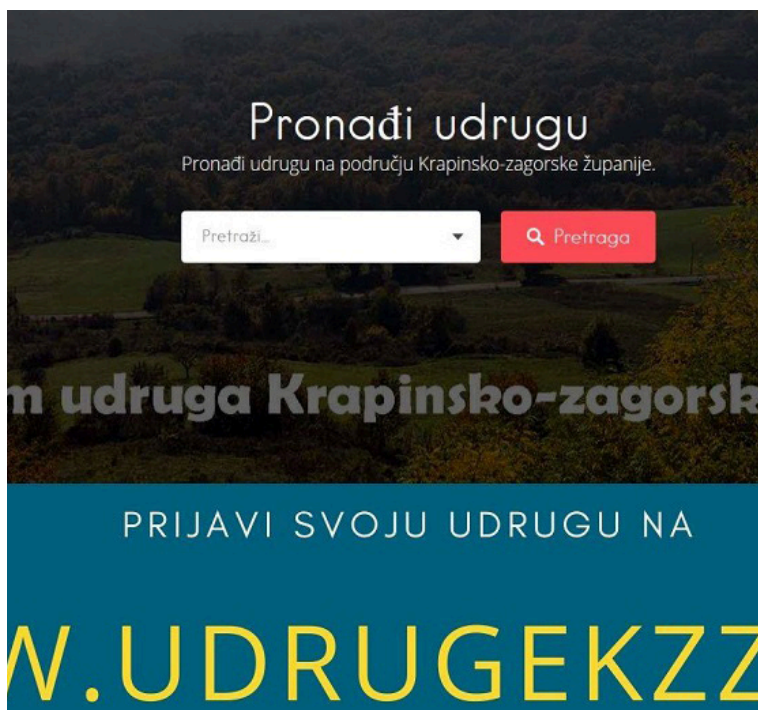 Pronađi udrugu
Pronađi udrugu na području Krapinsko-zagorske županije.
Pretraži...
Pretraga
udruga Krapinsko-zagorsk
PRIJAVI SVOJU UDRUGU NA
W.UDRUGEKZZ